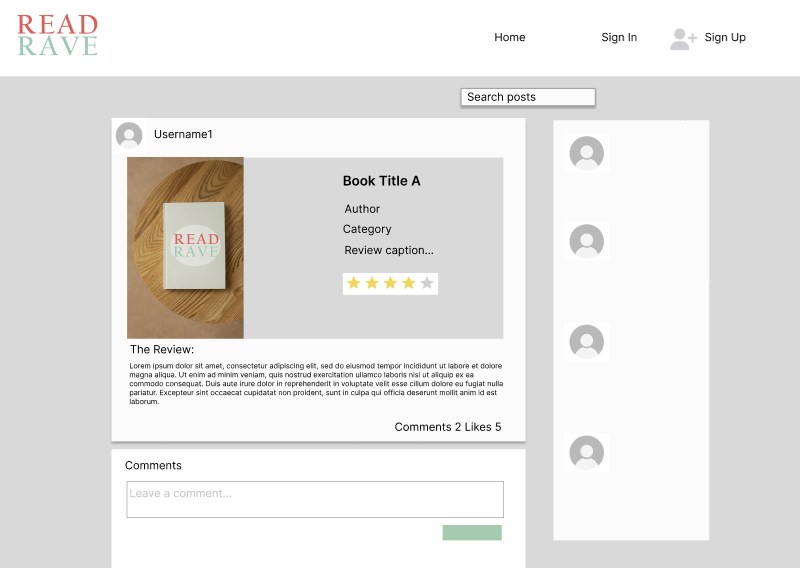 READ
RAVE
Home
Sign In
Sign Up
Search posts
Username1
READ
RAVE
Book Title A
Author
Category
Review caption...
The Review:
Lorem ipsum dolor sit amet, consectetur adipiscing elit, sed do eiusmod tempor incididunt ut labore et dolore
magna aliqua. Ut enim ad minim veniam, quis nostrud exercitation ullamco laboris nisi ut aliquip ex ea
commodo consequat. Duis aute irure dolor in reprehenderit in voluptate velit esse cillum dolore eu fugiat nulla
pariatur. Excepteur sint occaecat cupidatat non proident, sunt in culpa qui officia deserunt mollit anim id est
laborum.
Comments 2 Likes 5
Comments
Leave a comment...